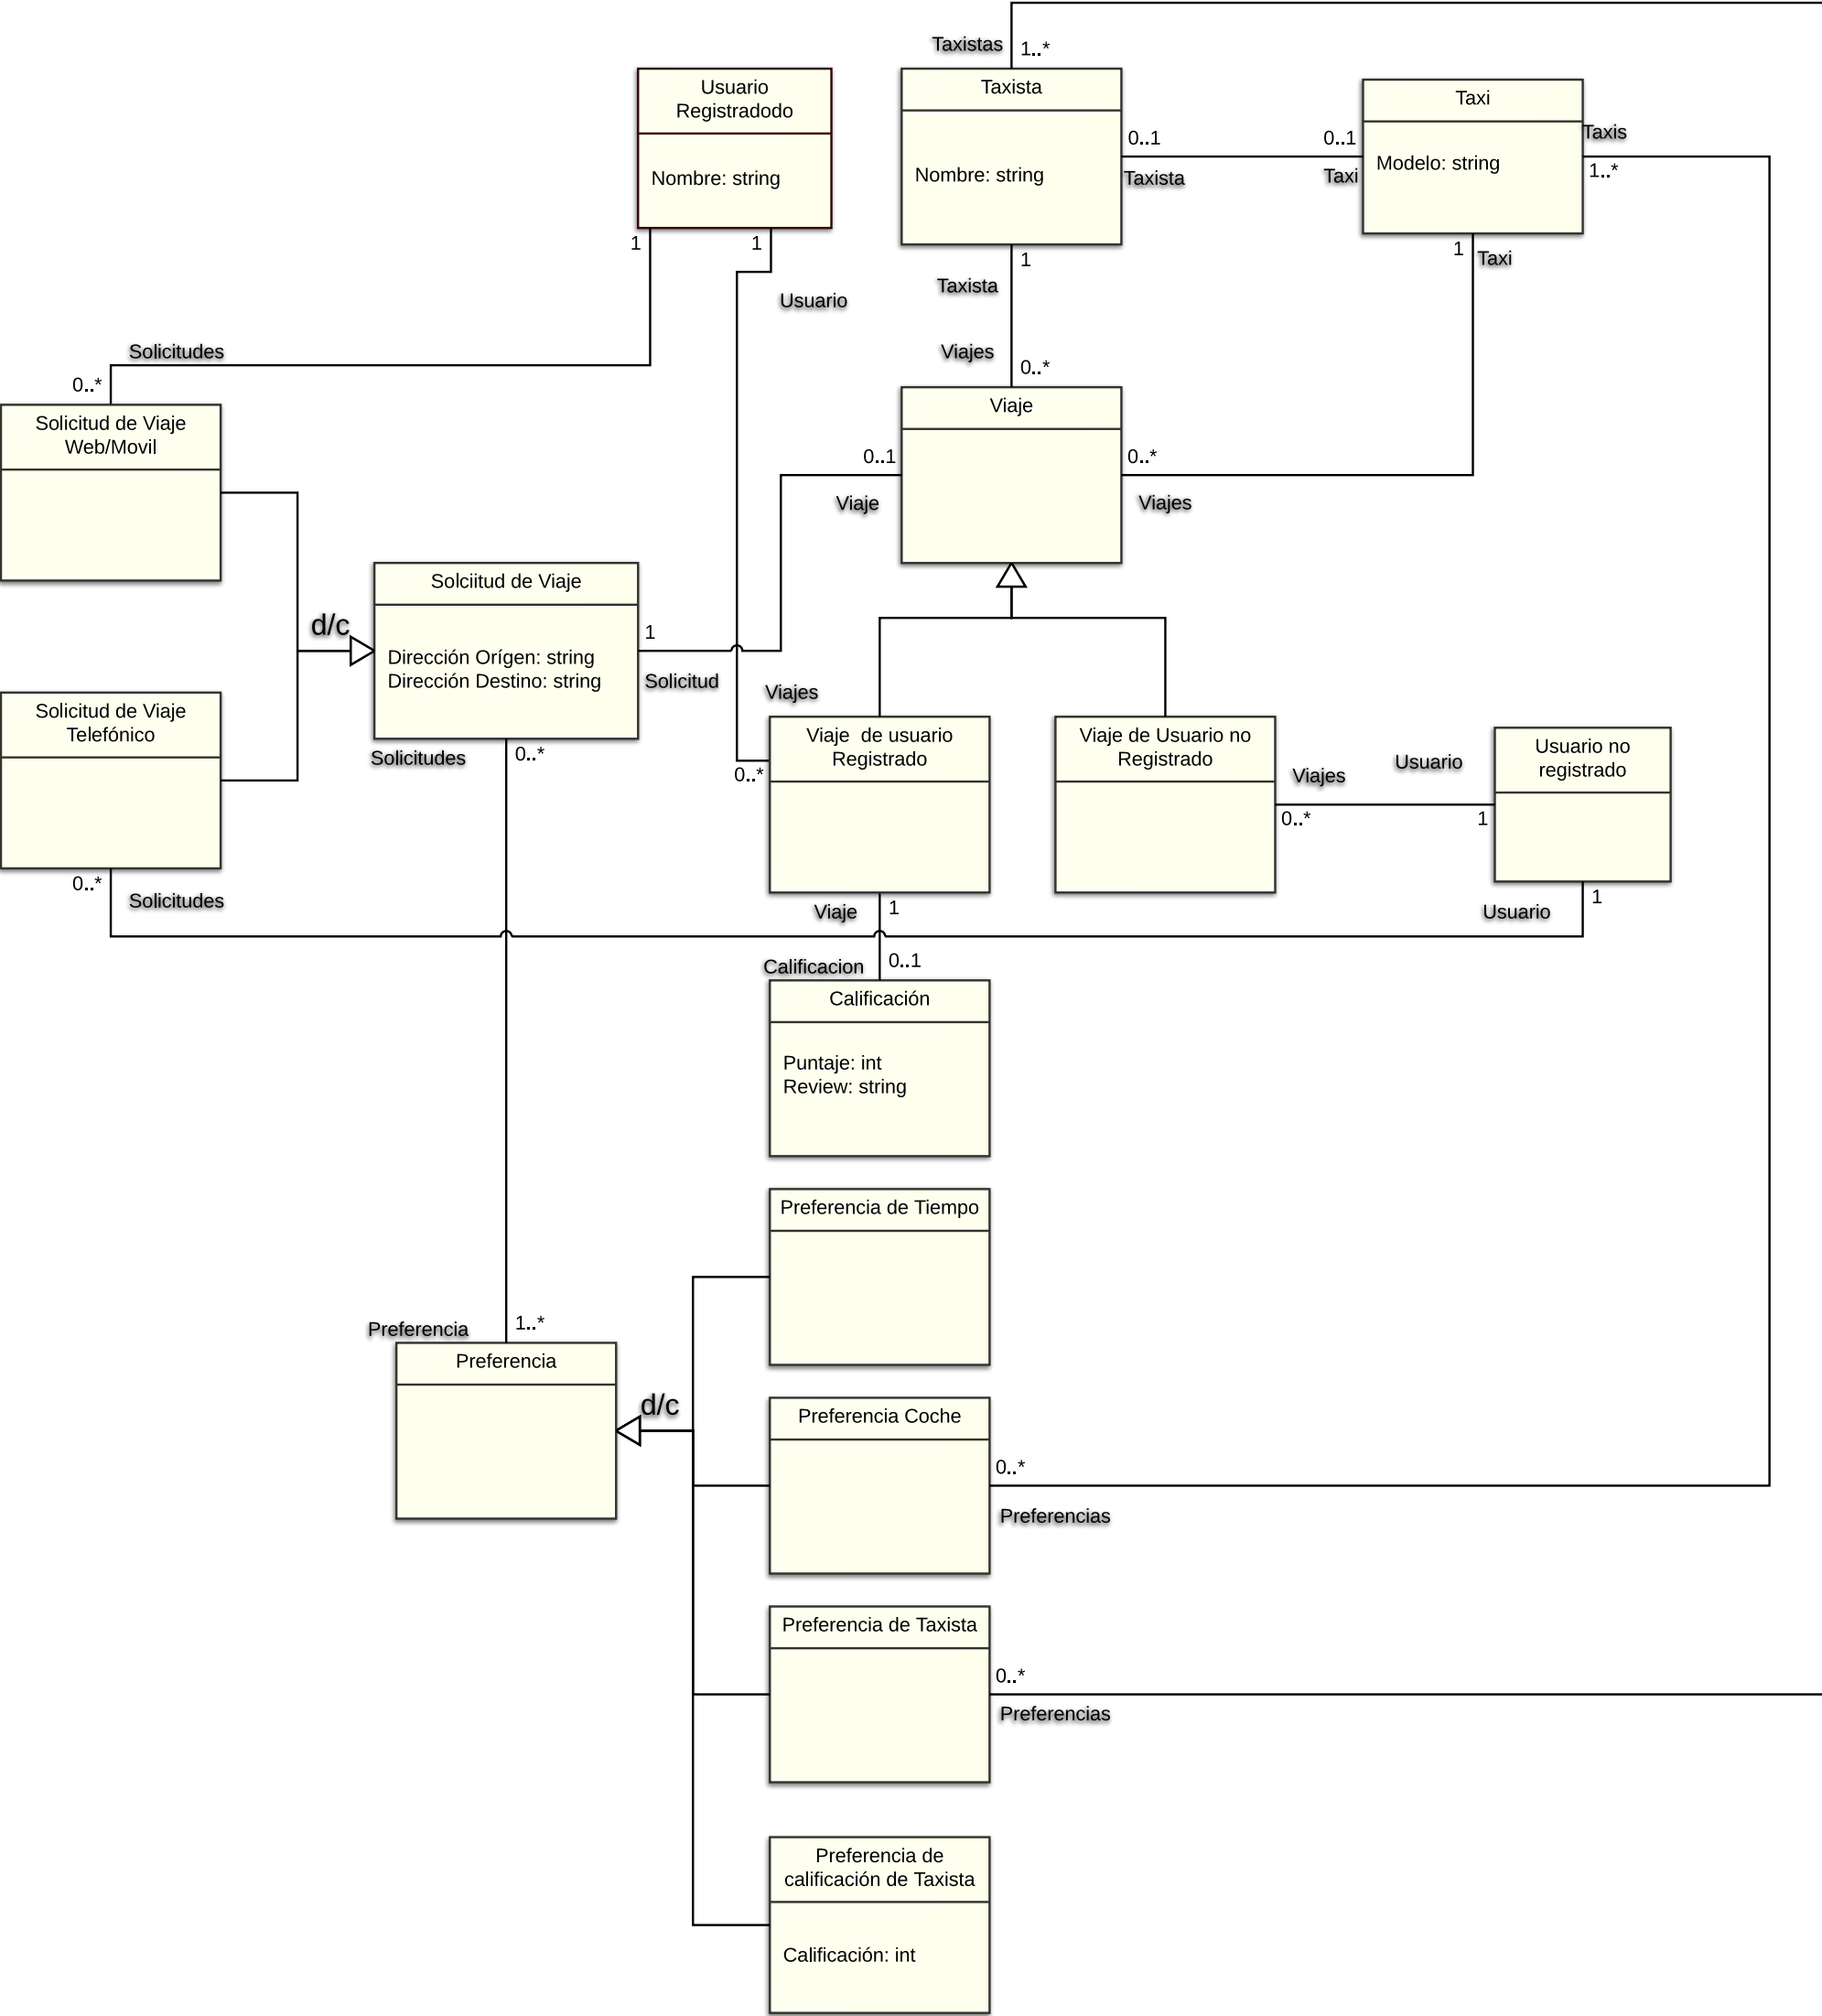 Taxistas
1..*
Usuario
Registradodo
Nombre: string
Taxista
Nombre: string
Taxi
Modelo: string
0..1
Taxista
0..1
Taxi
Taxis
1..*
1
1
Usuario
1
Taxista
1
Taxi
Solicitudes
0..*
Viajes
0..*
Solicitud de Viaje
Web/Movil
Viaje
0..1
Viaje
0..*
Viajes
d/c
Solciitud de Viaje
Dirección Orígen: string
Dirección Destino: string
1
Solicitud
Solicitud de Viaje
Telefónico
Solicitudes
0..*
Viajes
0..*
Viaje  de usuario
Registrado
Viaje de Usuario no
Registrado
Viajes
0..*
Usuario
1
Usuario no
registrado
0..*
Solicitudes
Viaje
1
Usuario
1
Calificacion
0..1
Calificación
Puntaje: int
Review: string
Preferencia de Tiempo
Preferencia
1..*
Preferencia
d/c
Preferencia Coche
0..*
Preferencias
Preferencia de Taxista
0..*
Preferencias
Preferencia de
calificación de Taxista
Calificación: int